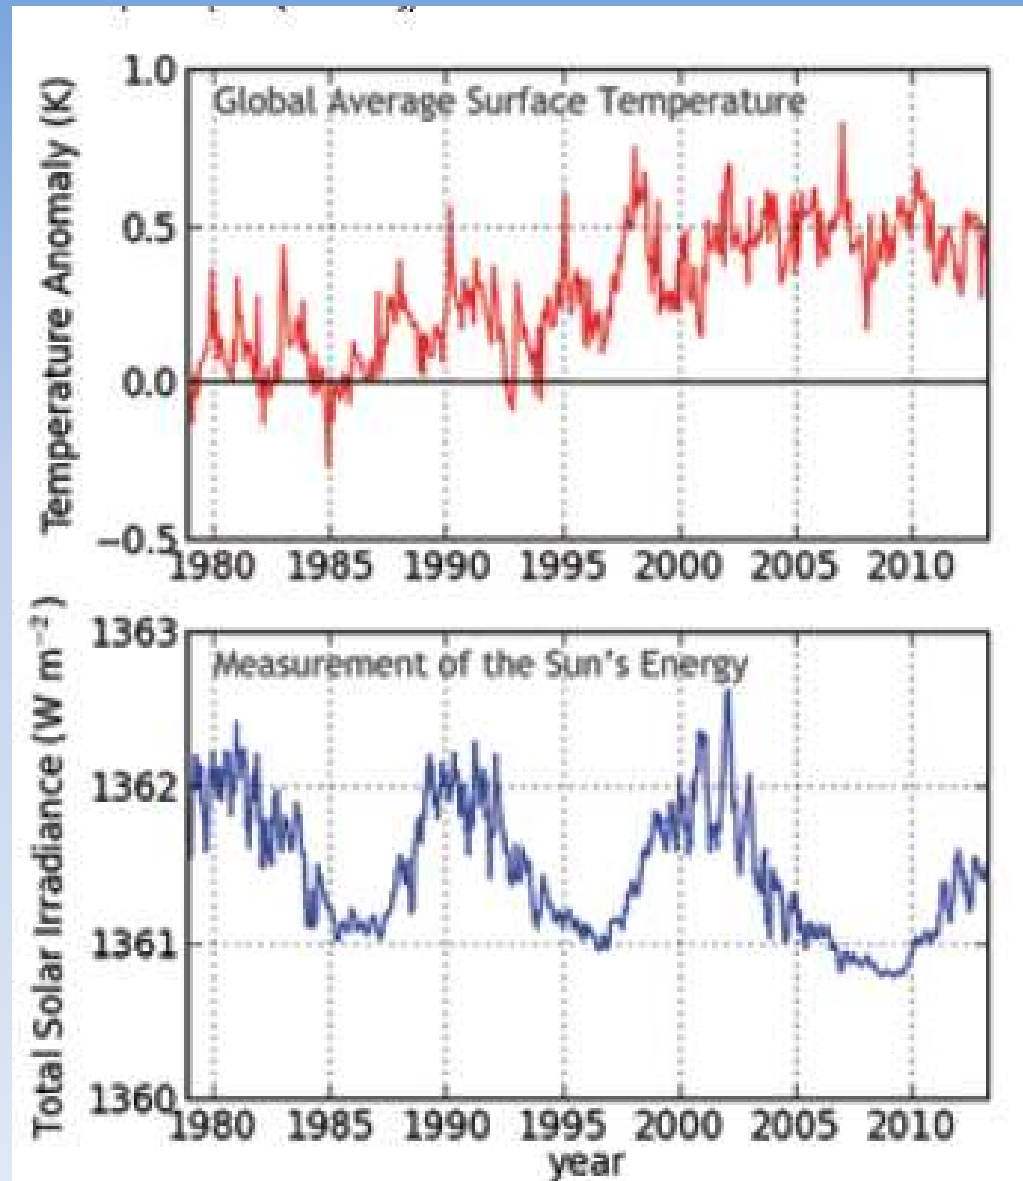 Temperature Anomaly (K)
1.0
0.5
0.0
−0.5
Global Average Surface Temperature
1980 1985 1990 1995 2000 2005 2010
Total Solar Irradiance (W m⁻²)
1363
1362
1361
1360
Measurement of the Sun's Energy
1980 1985 1990 1995 2000 2005 2010
year